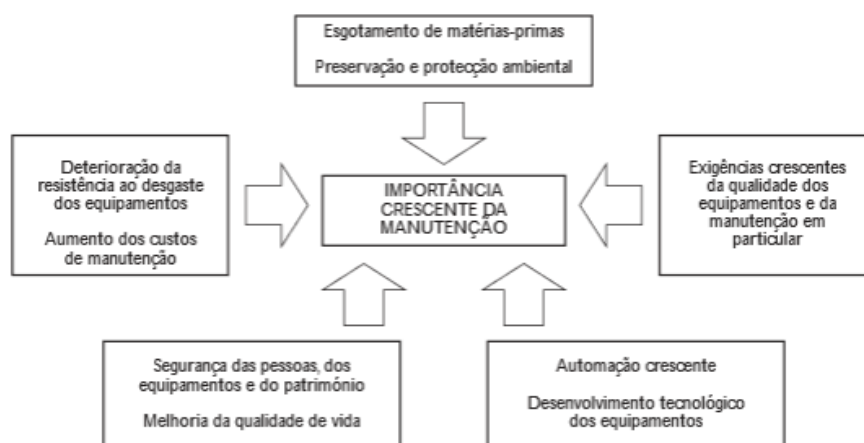 Esgotamento de matérias-primas
Preservação e protecção ambiental
Deterioração da
resistência ao desgaste
dos equipamentos
Aumento dos custos
de manutenção
IMPORTÂNCIA
CRESCENTE DA
MANUTENÇÃO
Exigências crescentes
da qualidade dos
equipamentos e da
manutenção em
particular
Segurança das pessoas, dos
equipamentos e do património
Melhoria da qualidade de vida
Automação crescente
Desenvolvimento tecnológico
dos equipamentos